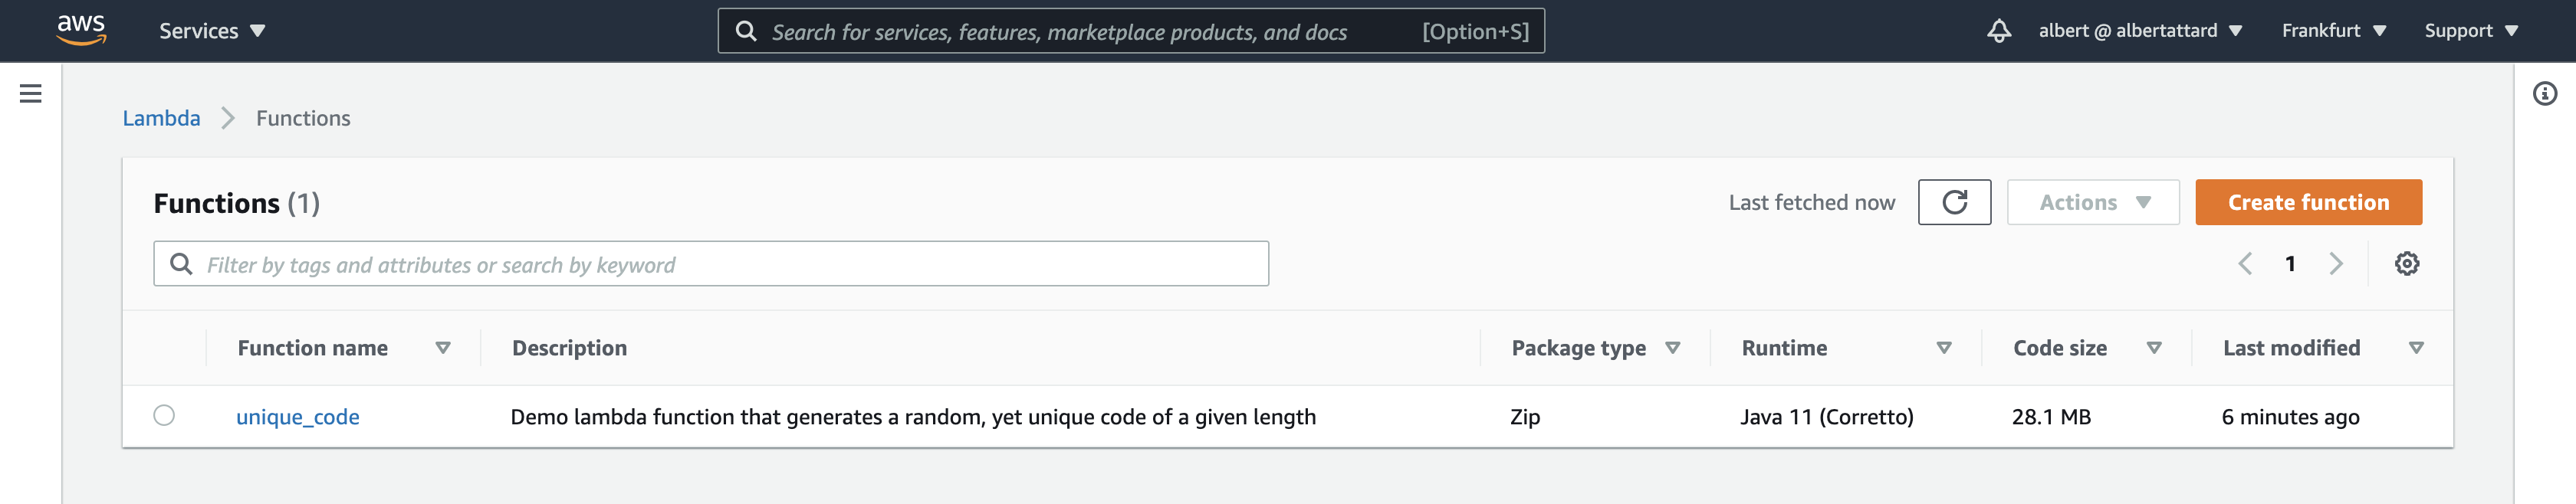 aws Services Search for services, features, marketplace products, and docs [Option+S] albert @ albertattard Frankfurt Support
Lambda Functions
Functions (1) Last fetched now Actions Create function
Filter by tags and attributes or search by keyword 1
Function name Description Package type Runtime Code size Last modified
unique_code Demo lambda function that generates a random, yet unique code of a given length Zip Java 11 (Corretto) 28.1 MB 6 minutes ago